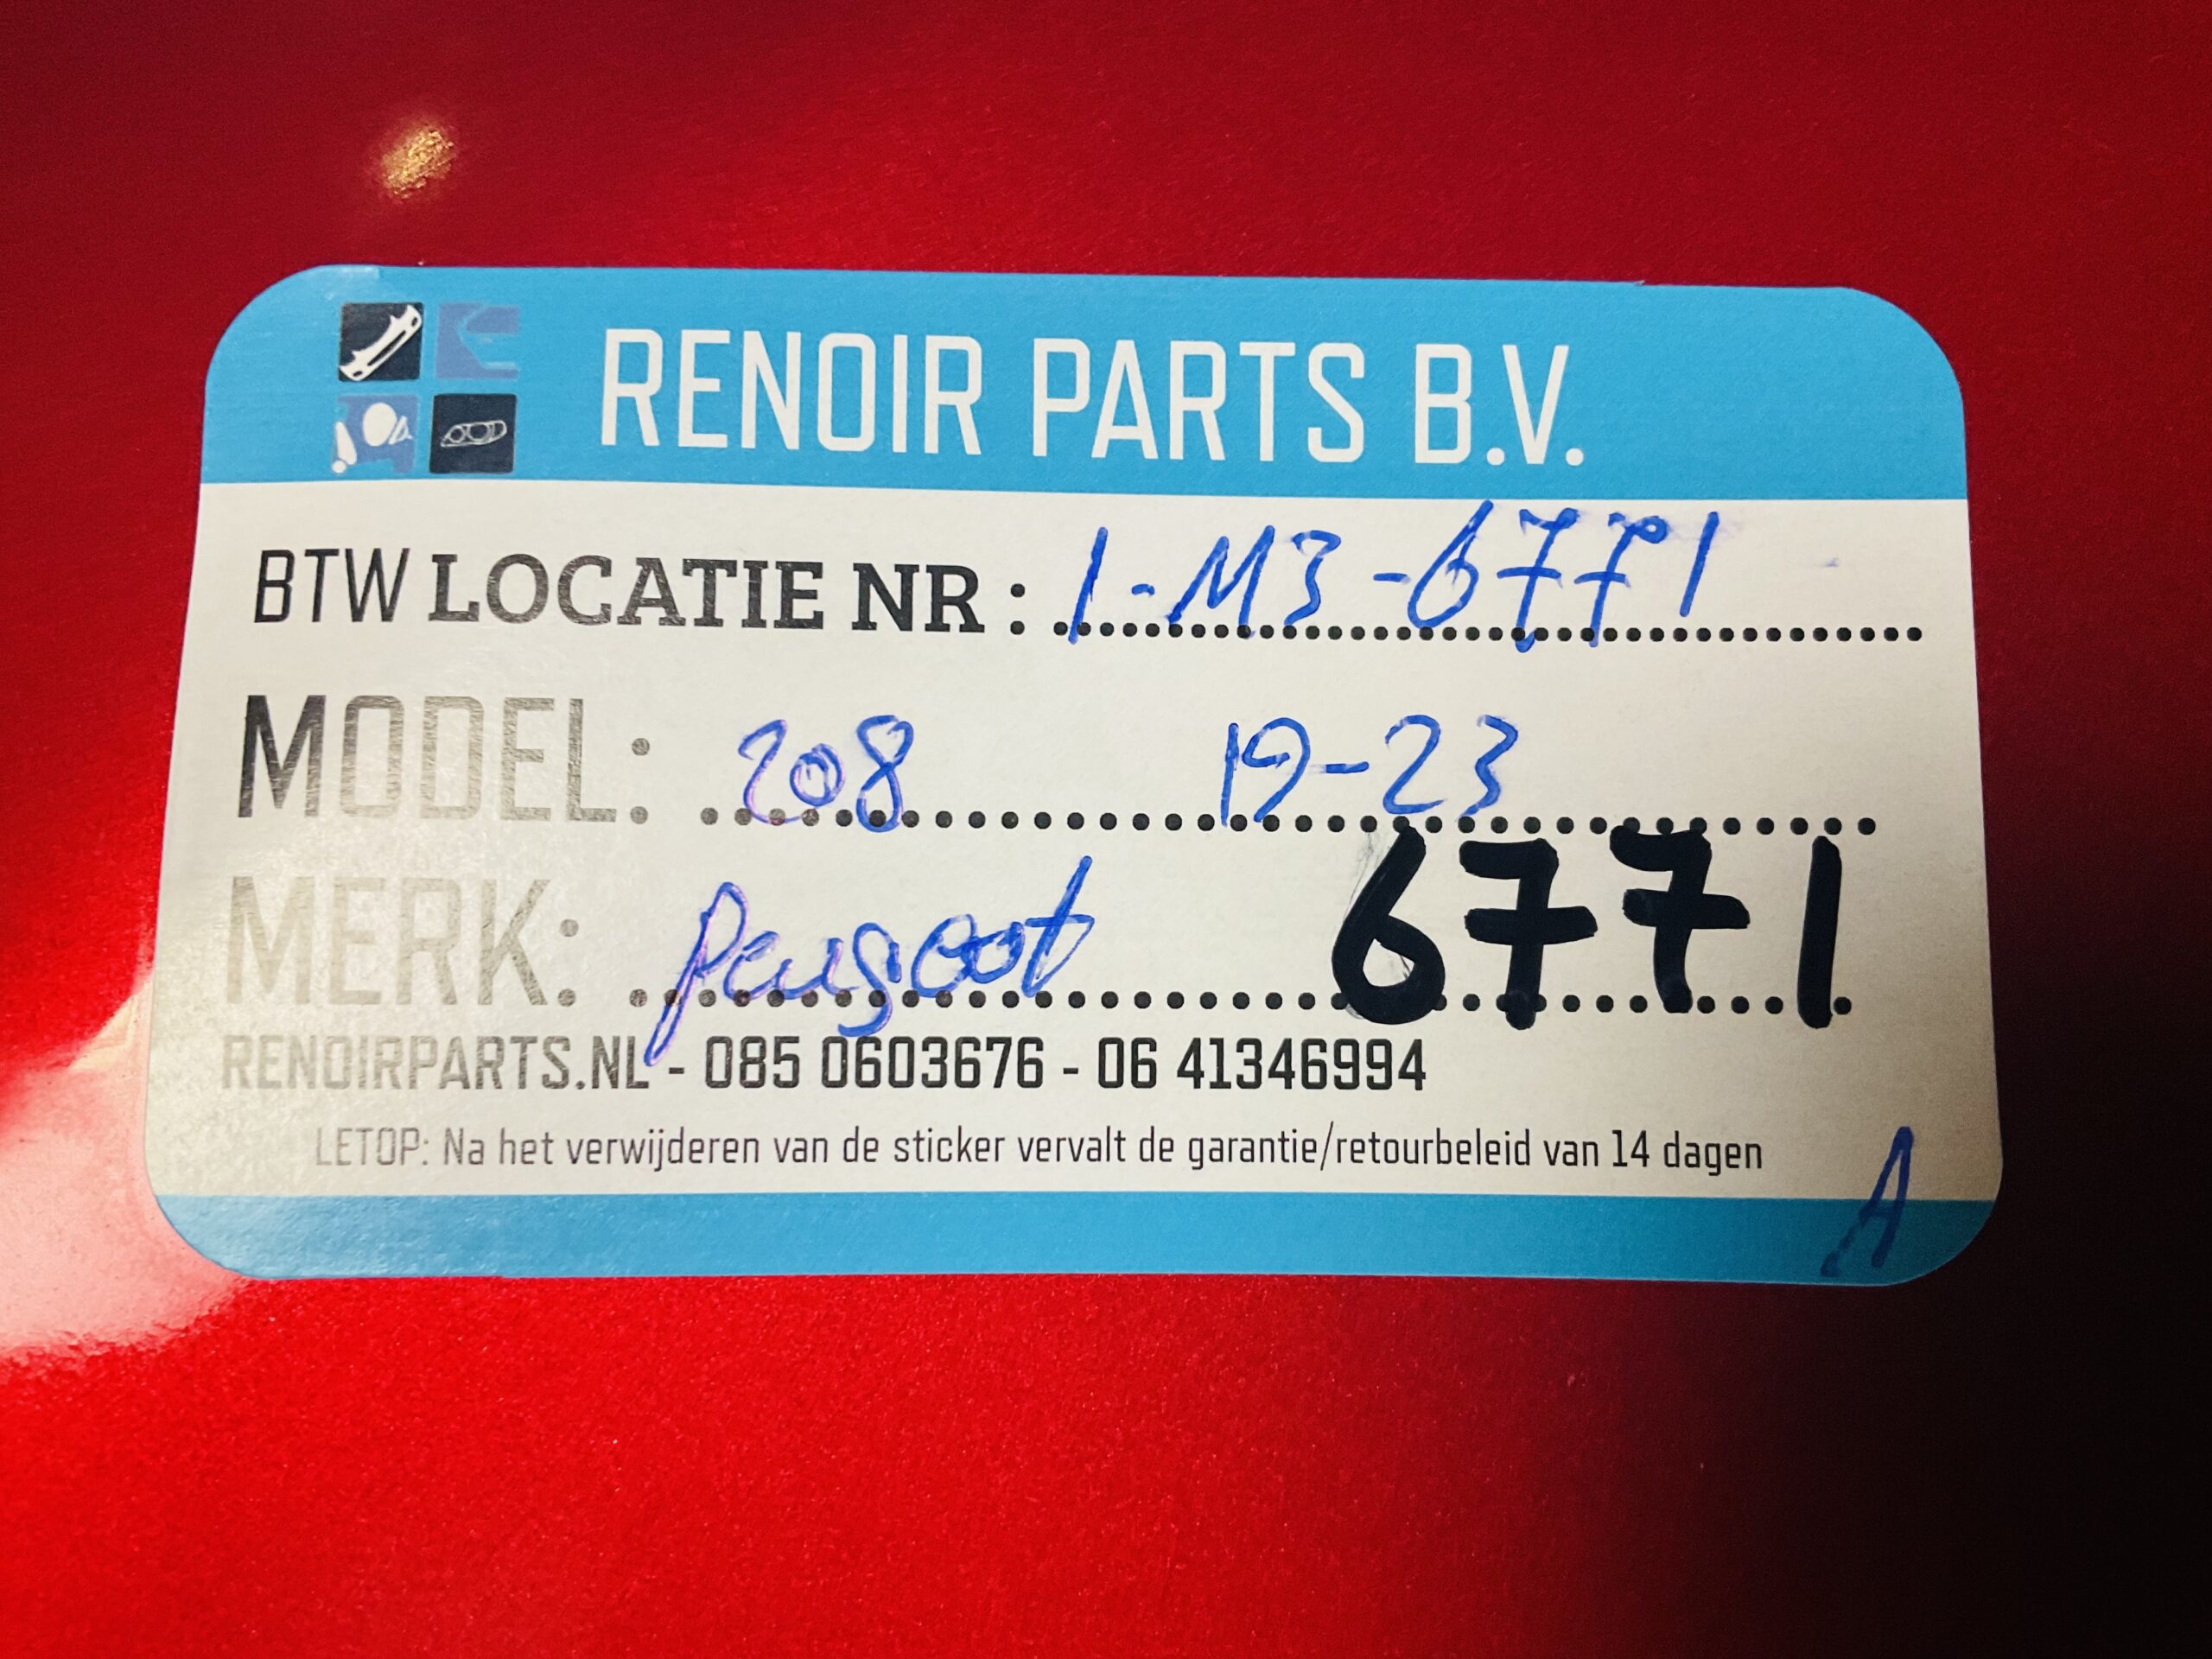 RENOIR PARTS B.V.
BTW LOCATIE NR : 1-M3-6771
MODEL: 208 19-23
MERK: Peugeot 6771
RENOIRPARTS.NL - 085 0603676 - 06 41346994
LETOP: Na het verwijderen van de sticker vervalt de garantie/retourbeleid van 14 dagen
A